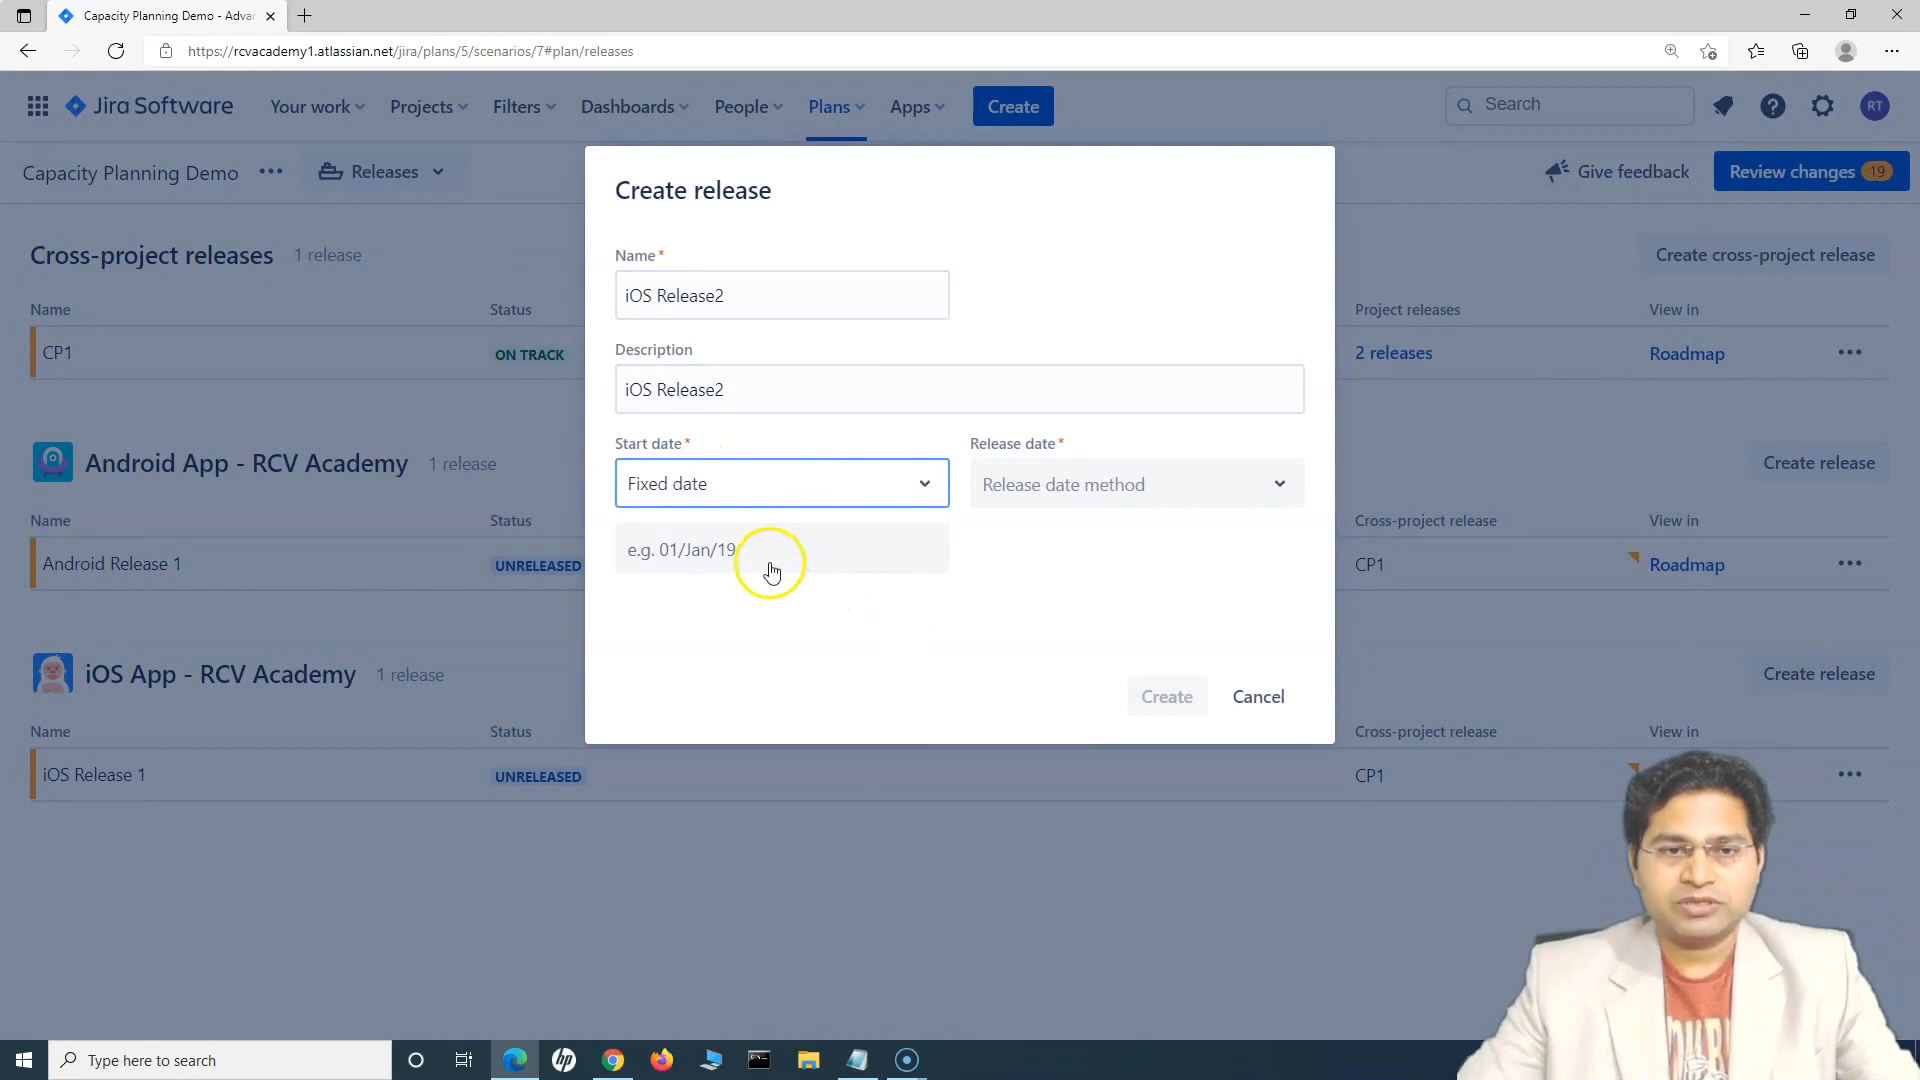 Capacity Planning Demo - Advar
https://rcvacademy1.atlassian.net/jira/plans/5/scenarios/7#plan/releases
Jira Software
Your work
Projects
Filters
Dashboards
People
Plans
Apps
Create
Search
RT
Capacity Planning Demo
Releases
Give feedback
Review changes 19
Cross-project releases 1 release
Create cross-project release
Name
Status
Project releases
View in
CP1
ON TRACK
2 releases
Roadmap
Android App - RCV Academy 1 release
Create release
Name
Status
Cross-project release
View in
Android Release 1
UNRELEASED
CP1
Roadmap
iOS App - RCV Academy 1 release
Create release
Name
Status
Cross-project release
View in
iOS Release 1
UNRELEASED
CP1
Create release
Name*
iOS Release2
Description
iOS Release2
Start date*
Release date*
Fixed date
Release date method
e.g. 01/Jan/19
Create
Cancel
Type here to search
hp